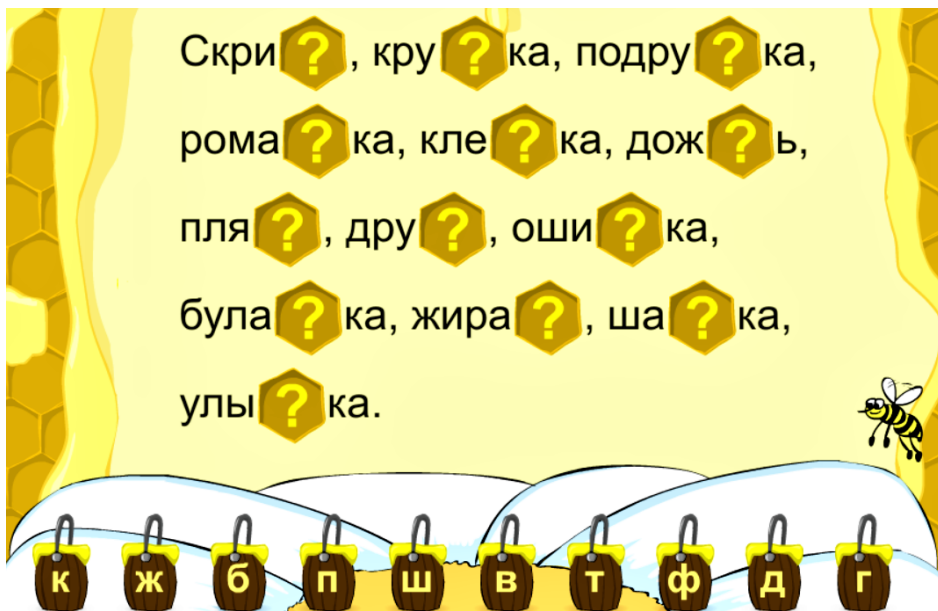 Скри?, кру?ка, подру?ка,
рома?ка, кле?ка, дож?ь,
пля?, дру?, оши?ка,
була?ка, жира?, ша?ка,
улы?ка.
к ж б п ш в т ф д г